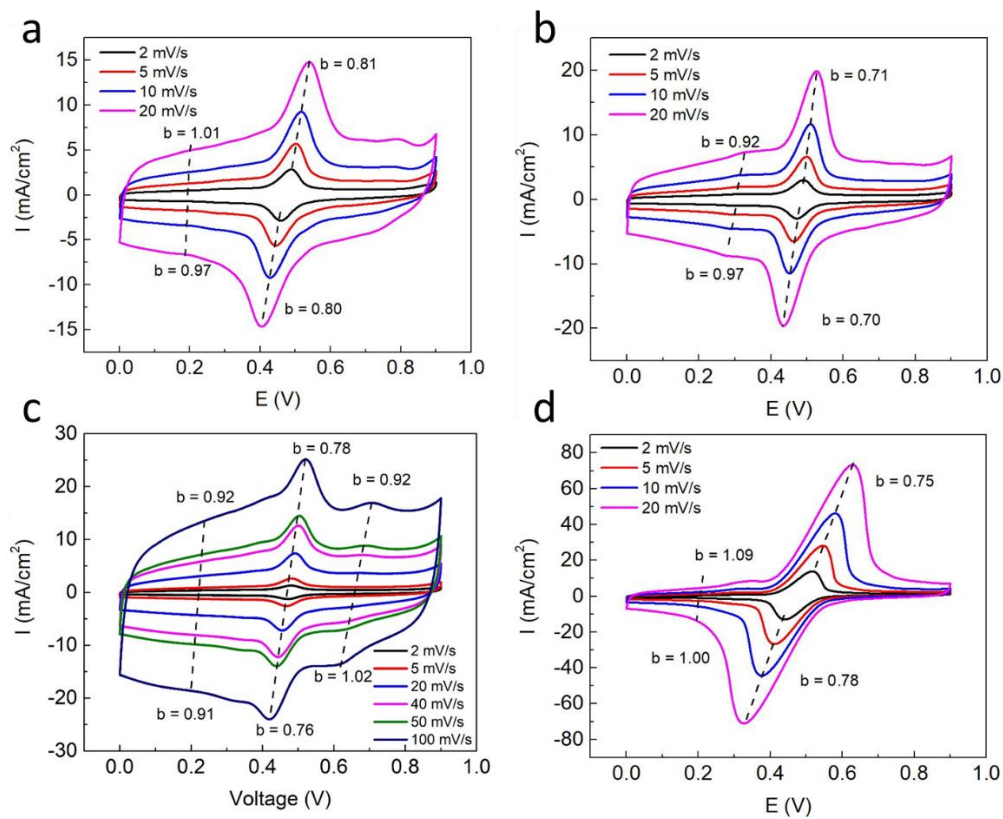 a
2 mV/s
5 mV/s
10 mV/s
20 mV/s
b = 0.81
b = 1.01
b = 0.97
b = 0.80
15
10
5
0
-5
-10
-15
I (mA/cm²)
0.0 0.2 0.4 0.6 0.8 1.0
E (V)
b
2 mV/s
5 mV/s
10 mV/s
20 mV/s
b = 0.71
b = 0.92
b = 0.97
b = 0.70
20
10
0
-10
-20
I (mA/cm²)
0.0 0.2 0.4 0.6 0.8 1.0
E (V)
c
b = 0.78
b = 0.92
b = 0.92
b = 0.91
b = 0.76
b = 1.02
2 mV/s
5 mV/s
20 mV/s
40 mV/s
50 mV/s
100 mV/s
30
20
10
0
-10
-20
-30
I (mA/cm²)
0.0 0.2 0.4 0.6 0.8 1.0
Voltage (V)
d
2 mV/s
5 mV/s
10 mV/s
20 mV/s
b = 0.75
b = 1.09
b = 1.00
b = 0.78
80
60
40
20
0
-20
-40
-60
-80
I (mA/cm²)
0.0 0.2 0.4 0.6 0.8 1.0
E (V)